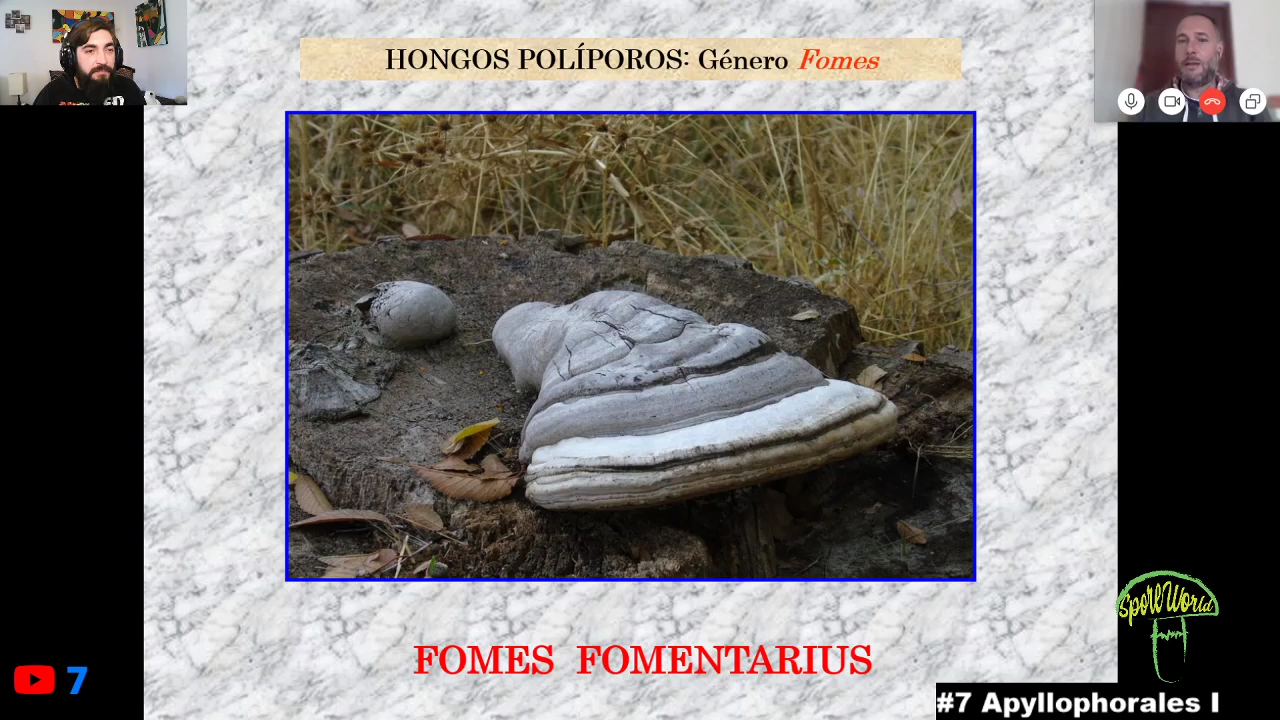 HONGOS POLÍPOROS: Género Fomes
FOMES FOMENTARIUS
SporeWorld
7
#7 Apyllophorales I